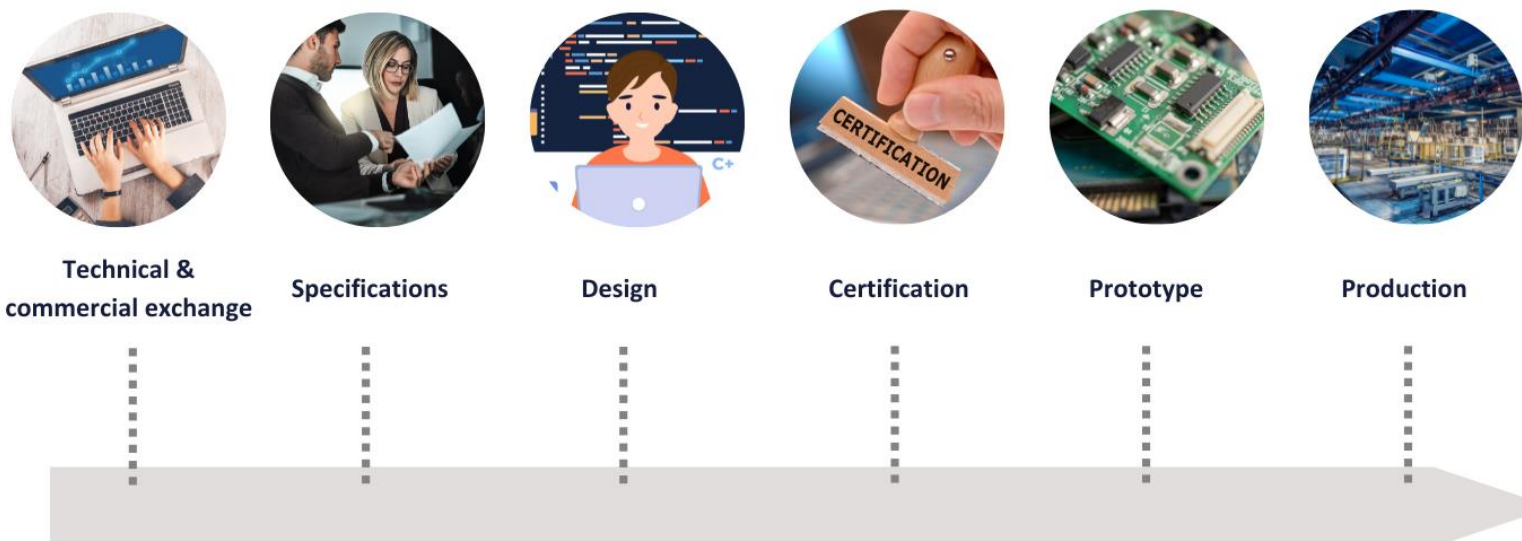 C+
CERTIFICATION
Technical &
commercial exchange
Specifications
Design
Certification
Prototype
Production